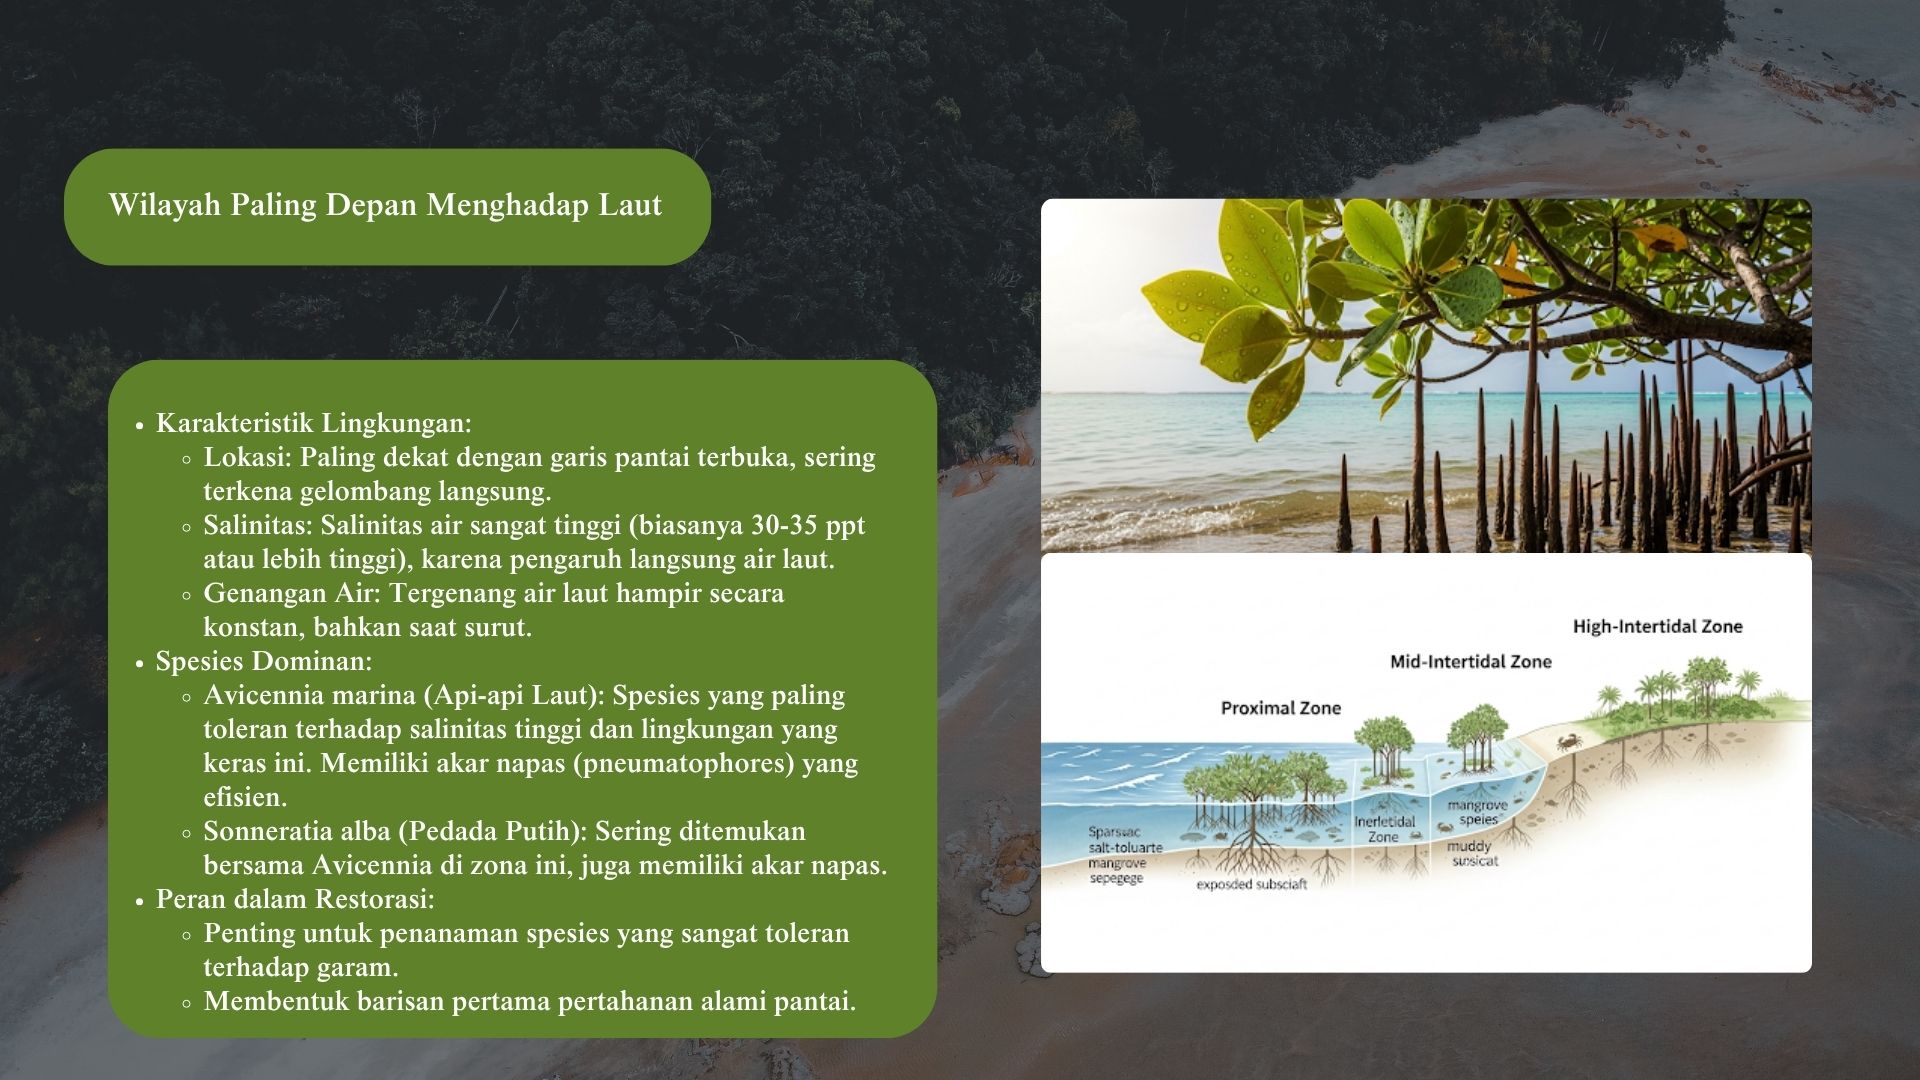 Wilayah Paling Depan Menghadap Laut
• Karakteristik Lingkungan:
◦ Lokasi: Paling dekat dengan garis pantai terbuka, sering
terkena gelombang langsung.
◦ Salinitas: Salinitas air sangat tinggi (biasanya 30-35 ppt
atau lebih tinggi), karena pengaruh langsung air laut.
◦ Genangan Air: Tergenang air laut hampir secara
konstan, bahkan saat surut.
• Spesies Dominan:
◦ Avicennia marina (Api-api Laut): Spesies yang paling
toleran terhadap salinitas tinggi dan lingkungan yang
keras ini. Memiliki akar napas (pneumatophores) yang
efisien.
◦ Sonneratia alba (Pedada Putih): Sering ditemukan
bersama Avicennia di zona ini, juga memiliki akar napas.
• Peran dalam Restorasi:
◦ Penting untuk penanaman spesies yang sangat toleran
terhadap garam.
◦ Membentuk barisan pertama pertahanan alami pantai.
High-Intertidal Zone
Mid-Intertidal Zone
Proximal Zone
salt-toluarte
mangrove
sepegege
exposded subsciaft
Zone
mangrove
speies
muddy